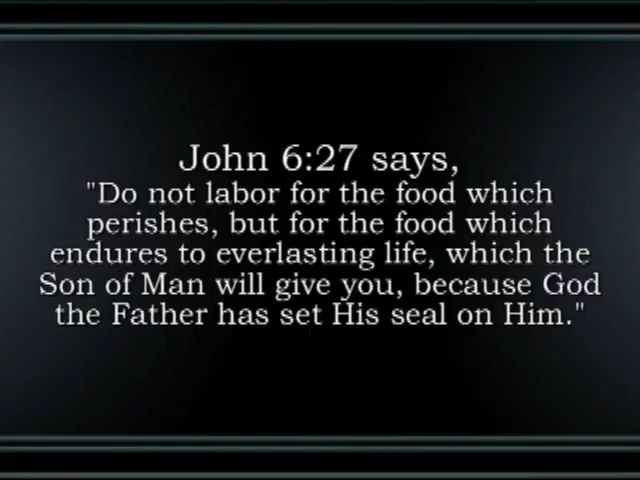 John 6:27 says,
"Do not labor for the food which
perishes, but for the food which
endures to everlasting life, which the
Son of Man will give you, because God
the Father has set His seal on Him."